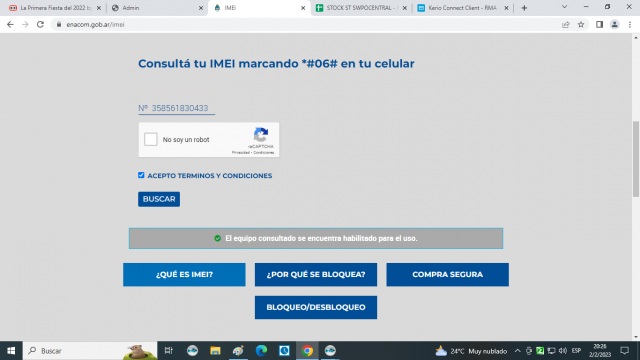 La Primera Fiesta del 2022
Admin
IMEI
STOCK ST SWPOCENTRAL -
Kerio Connect Client - RMA
enacom.gob.ar/imei
Consultá tu IMEI marcando *#06# en tu celular
Nº 358561830433
No soy un robot
reCAPTCHA
Privacidad - Condiciones
ACEPTO TERMINOS Y CONDICIONES
BUSCAR
El equipo consultado se encuentra habilitado para el uso.
¿QUÉ ES IMEI?
¿POR QUÉ SE BLOQUEA?
COMPRA SEGURA
BLOQUEO/DESBLOQUEO
Buscar
24°C Muy nublado
ESP
20:26
2/2/2023